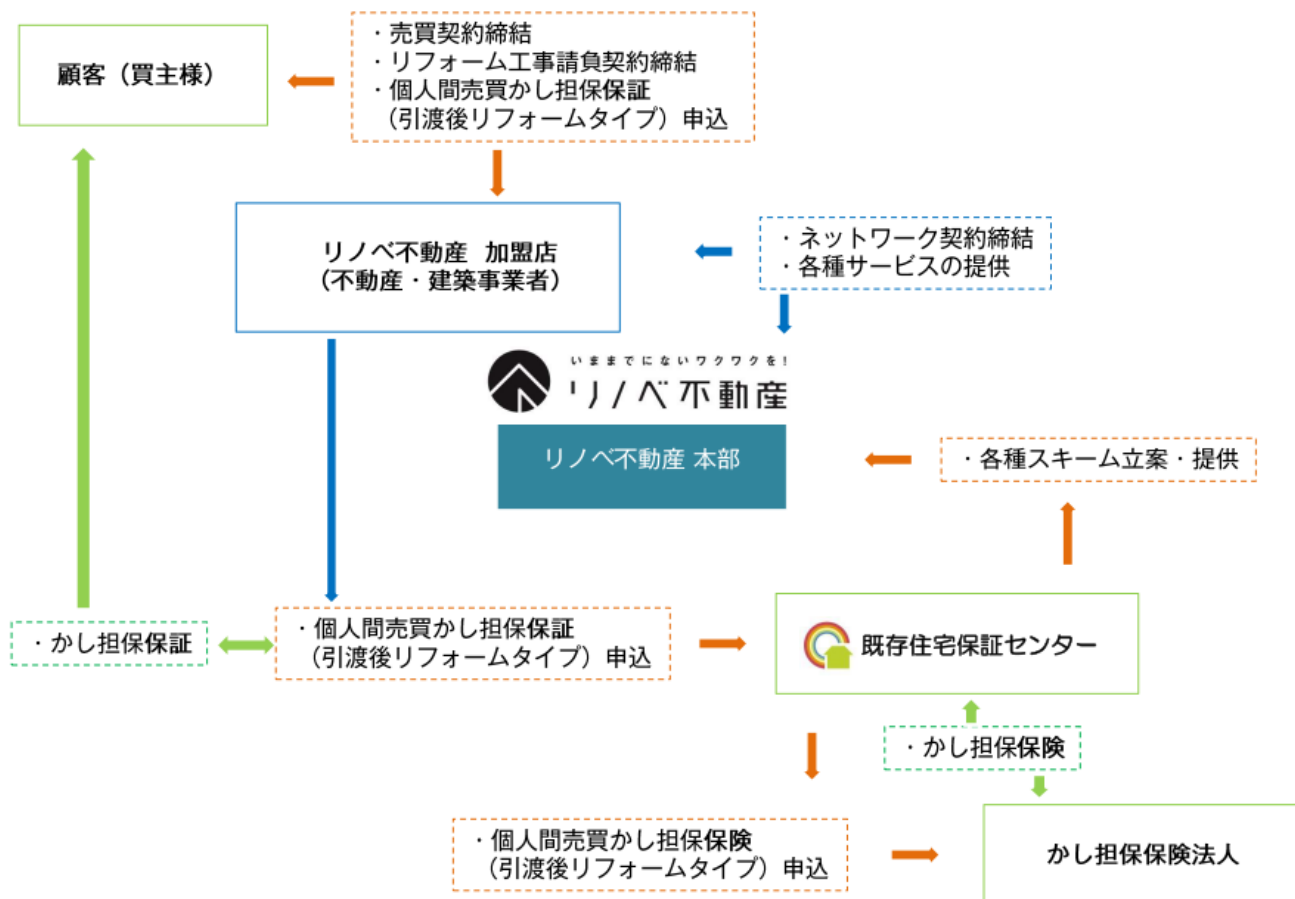 顧客（買主様）
・売買契約締結
・リフォーム工事請負契約締結
・個人間売買かし担保保証
（引渡後リフォームタイプ）申込
リノベ不動産 加盟店
（不動産・建築事業者）
・ネットワーク契約締結
・各種サービスの提供
いままでにないワクワクを！
リノベ不動産
リノベ不動産 本部
・各種スキーム立案・提供
・かし担保保証
・個人間売買かし担保保証
（引渡後リフォームタイプ）申込
既存住宅保証センター
・かし担保保険
・個人間売買かし担保保険
（引渡後リフォームタイプ）申込
かし担保保険法人